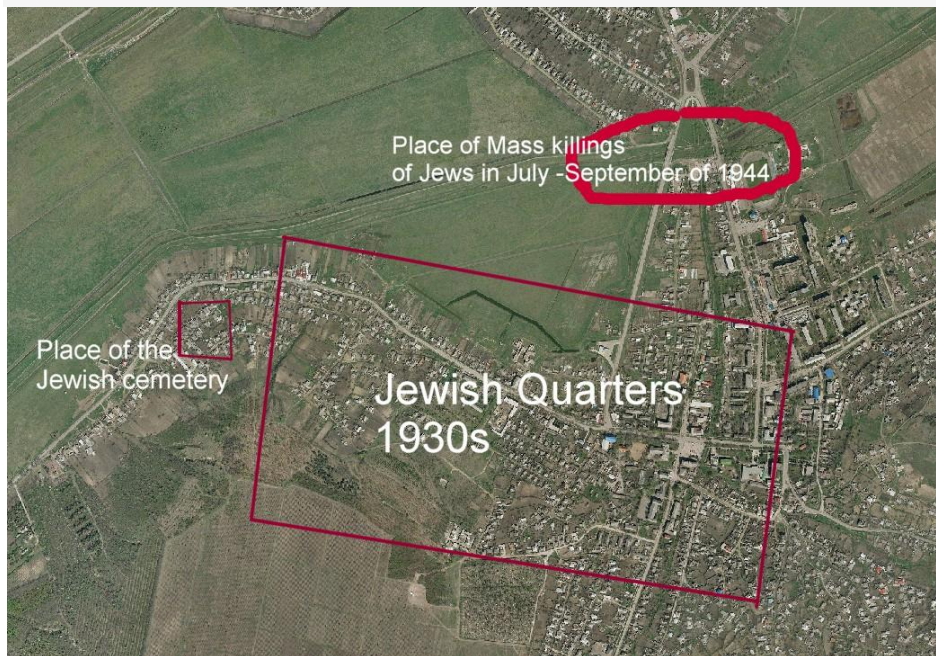 Place of Mass killings
of Jews in July -September of 1944
Place of the
Jewish cemetery
Jewish Quarters
1930s